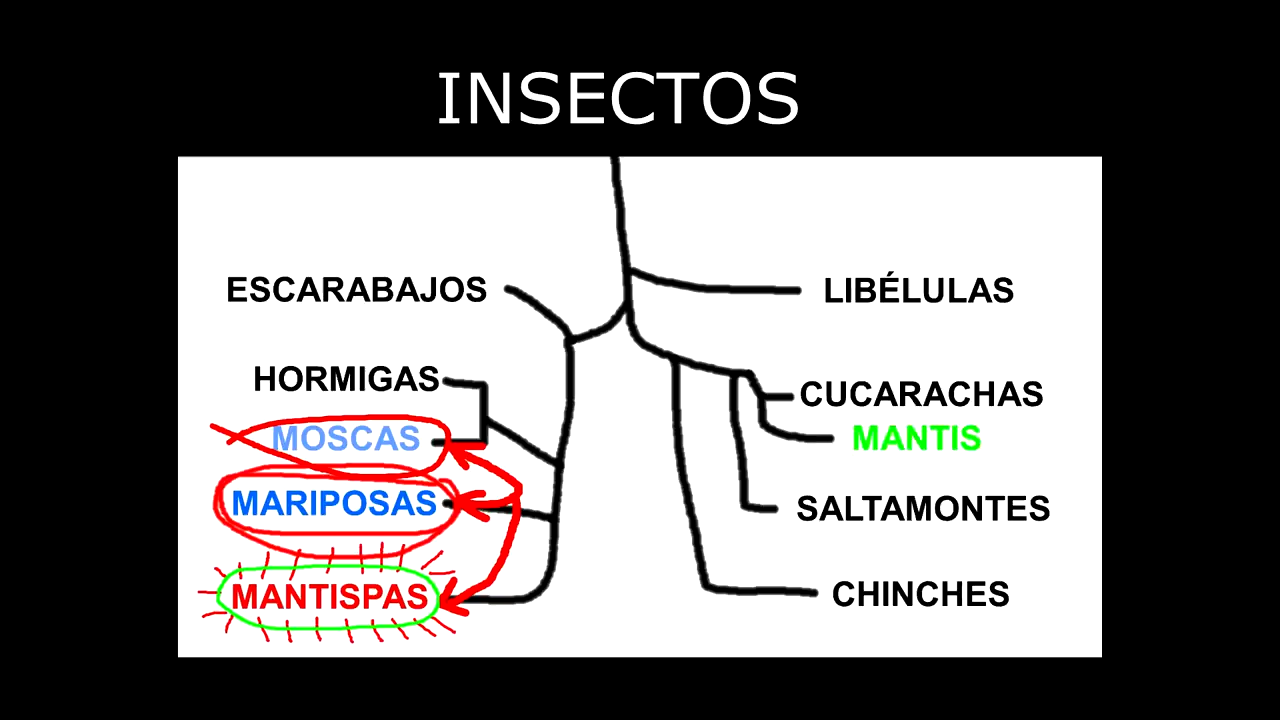 INSECTOS
ESCARABAJOS
LIBÉLULAS
HORMIGAS
CUCARACHAS
MOSCAS
MANTIS
MARIPOSAS
SALTAMONTES
MANTISPAS
CHINCHES